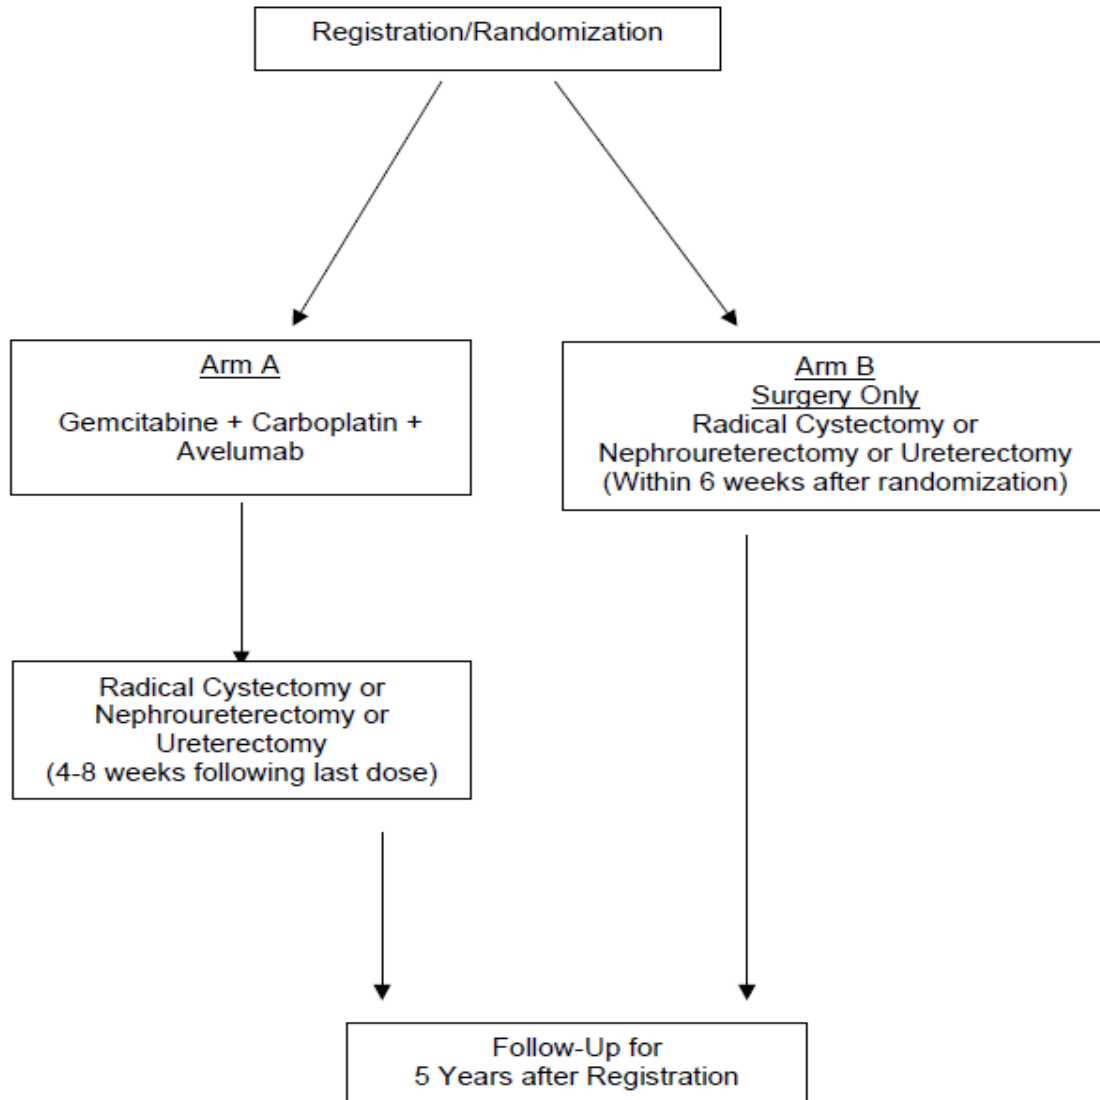 Registration/Randomization
Arm A
Gemcitabine + Carboplatin +
Avelumab
Arm B
Surgery Only
Radical Cystectomy or
Nephroureterectomy or Ureterectomy
(Within 6 weeks after randomization)
Radical Cystectomy or
Nephroureterectomy or
Ureterectomy
(4-8 weeks following last dose)
Follow-Up for
5 Years after Registration